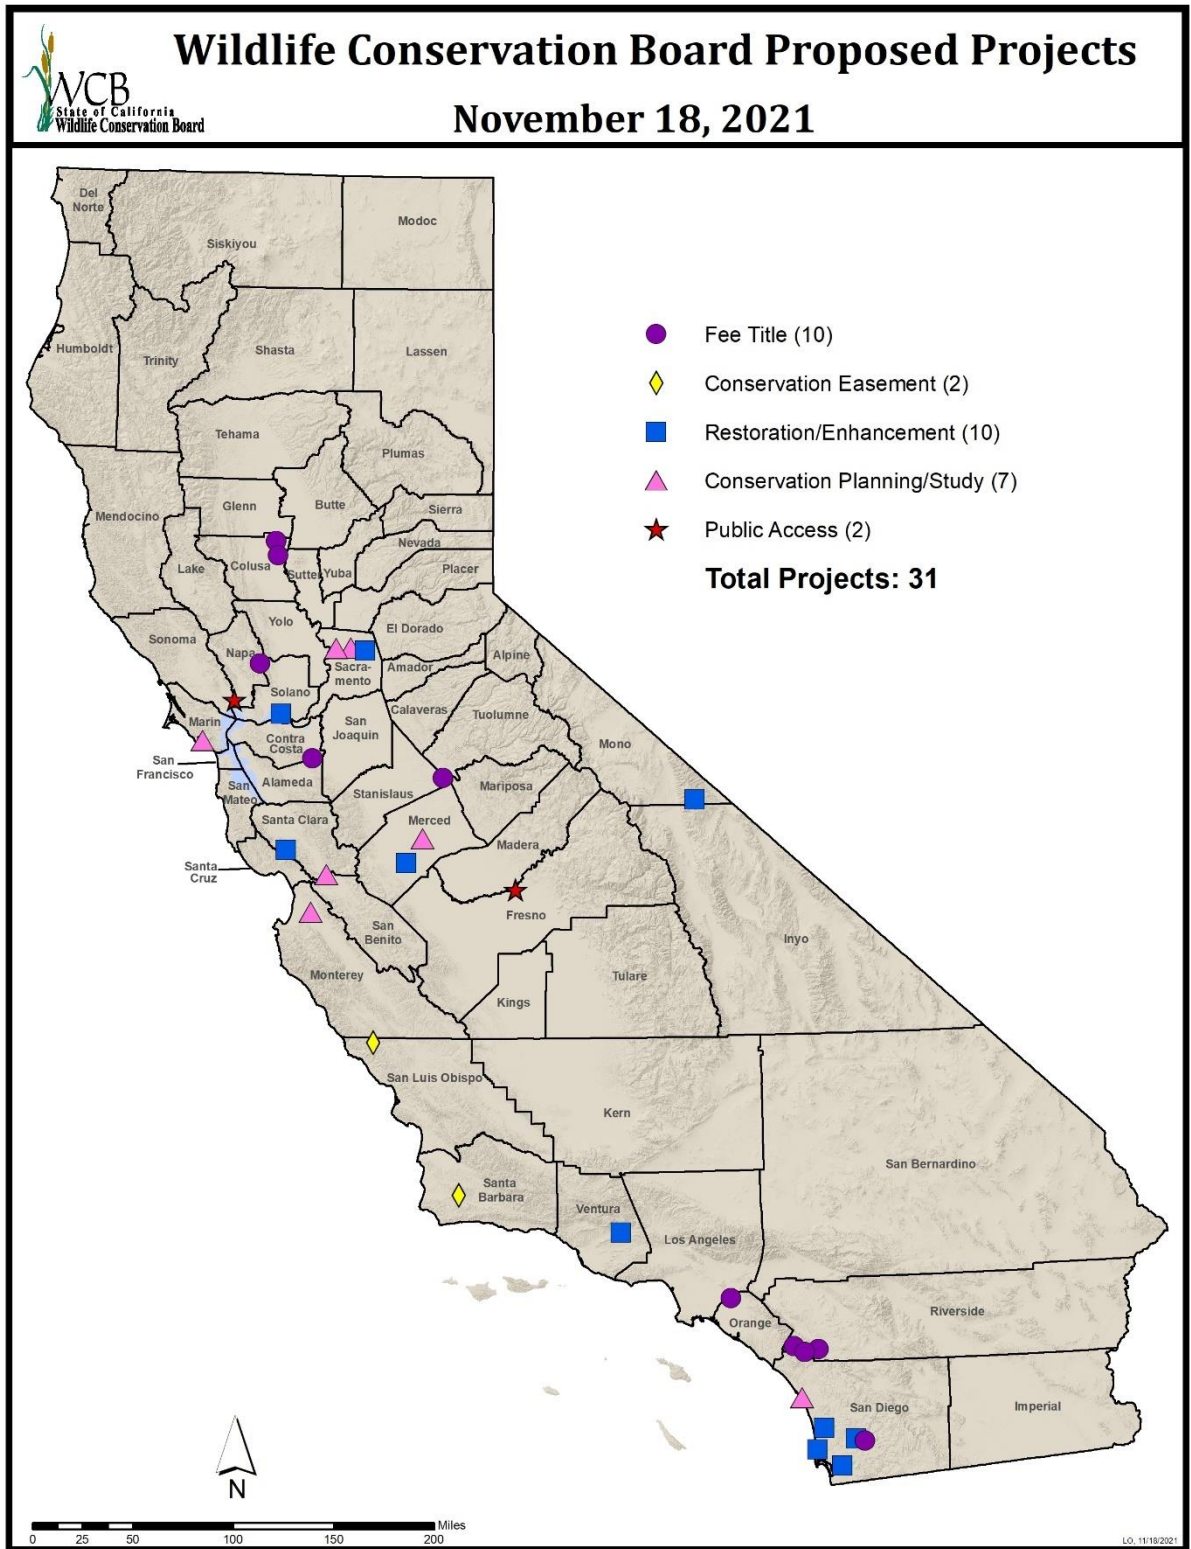 Wildlife Conservation Board Proposed Projects
November 18, 2021
WCB
State of California
Wildlife Conservation Board
Fee Title (10)
Conservation Easement (2)
Restoration/Enhancement (10)
Conservation Planning/Study (7)
Public Access (2)
Total Projects: 31
Del
Norte
Siskiyou
Modoc
Humboldt
Trinity
Shasta
Lassen
Tehama
Plumas
Mendocino
Glenn
Butte
Sierra
Lake
Colusa
Sutter
Yuba
Nevada
Placer
Sonoma
Napa
Yolo
El Dorado
Sacra-
mento
Amador
Alpine
Solano
Marin
Contra
Costa
San
Joaquin
Calaveras
Tuolumne
Mono
San
Francisco
San
Mateo
Alameda
Stanislaus
Mariposa
Santa Clara
Merced
Madera
Santa
Cruz
Fresno
San
Benito
Monterey
Inyo
Tulare
Kings
San Luis Obispo
Kern
San Bernardino
Santa
Barbara
Ventura
Los Angeles
Orange
Riverside
San Diego
Imperial
N
Miles
0 25 50 100 150 200
LO, 11/18/2021